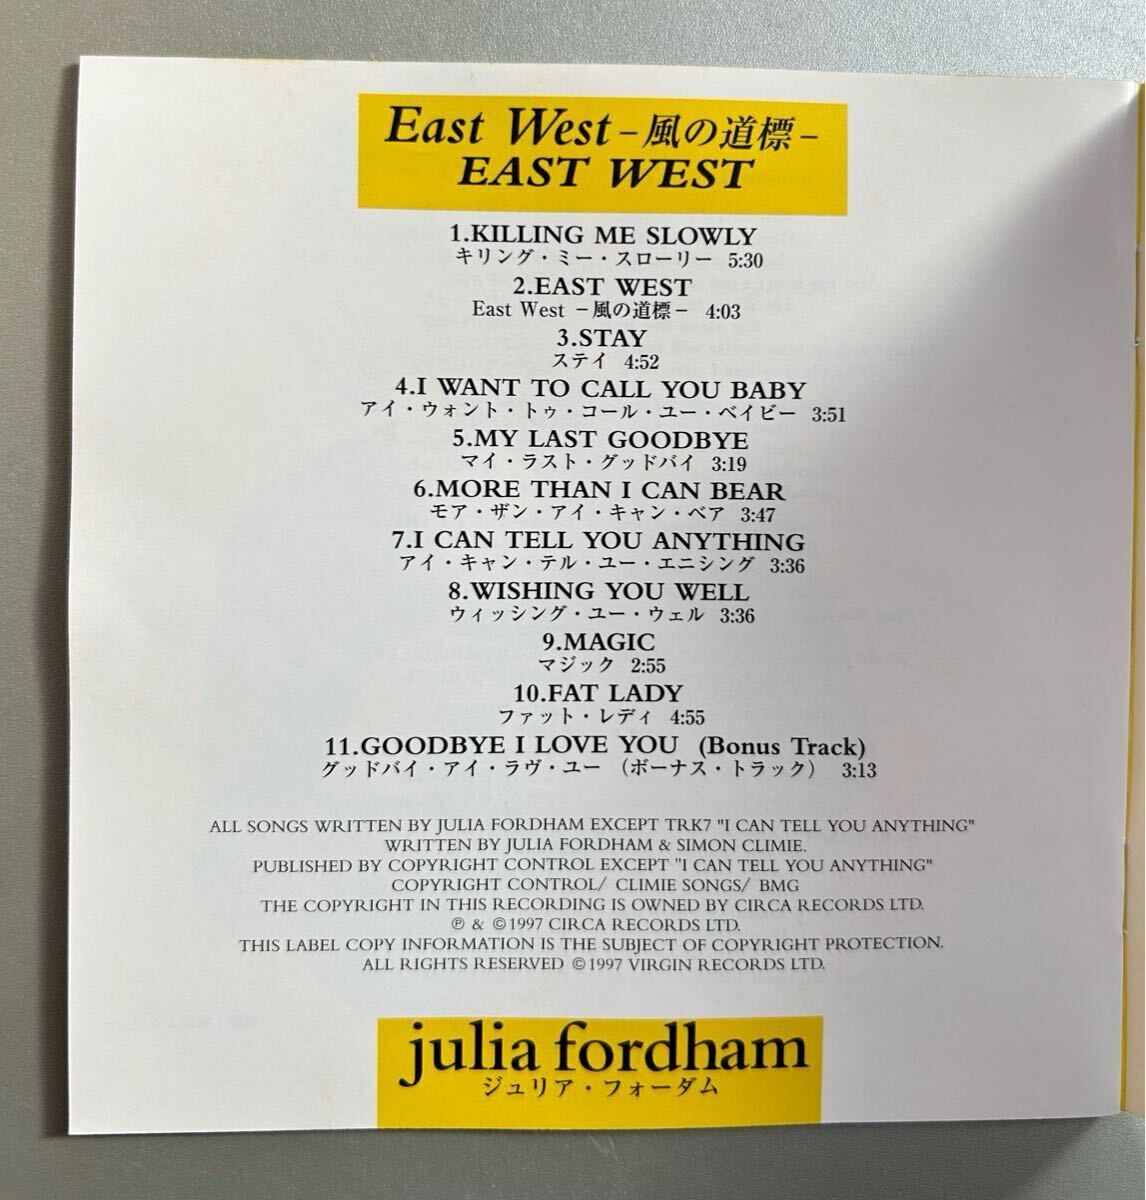 East West −風の道標−
EAST WEST
1.KILLING ME SLOWLY
キリング・ミー・スローリー 5:30
2.EAST WEST
East West −風の道標− 4:03
3.STAY
ステイ 4:52
4.I WANT TO CALL YOU BABY
アイ・ウォント・トゥ・コール・ユー・ベイビー 3:51
5.MY LAST GOODBYE
マイ・ラスト・グッドバイ 3:19
6.MORE THAN I CAN BEAR
モア・ザン・アイ・キャン・ベア 3:47
7.I CAN TELL YOU ANYTHING
アイ・キャン・テル・ユー・エニシング 3:36
8.WISHING YOU WELL
ウィッシング・ユー・ウェル 3:36
9.MAGIC
マジック 2:55
10.FAT LADY
ファット・レディ 4:55
11.GOODBYE I LOVE YOU (Bonus Track)
グッドバイ・アイ・ラヴ・ユー（ボーナス・トラック） 3:13
ALL SONGS WRITTEN BY JULIA FORDHAM EXCEPT TRK7 "I CAN TELL YOU ANYTHING"
WRITTEN BY JULIA FORDHAM & SIMON CLIMIE.
PUBLISHED BY COPYRIGHT CONTROL EXCEPT "I CAN TELL YOU ANYTHING"
COPYRIGHT CONTROL/ CLIMIE SONGS/ BMG
THE COPYRIGHT IN THIS RECORDING IS OWNED BY CIRCA RECORDS LTD.
℗ & ©1997 CIRCA RECORDS LTD.
THIS LABEL COPY INFORMATION IS THE SUBJECT OF COPYRIGHT PROTECTION.
ALL RIGHTS RESERVED ©1997 VIRGIN RECORDS LTD.
julia fordham
ジュリア・フォーダム